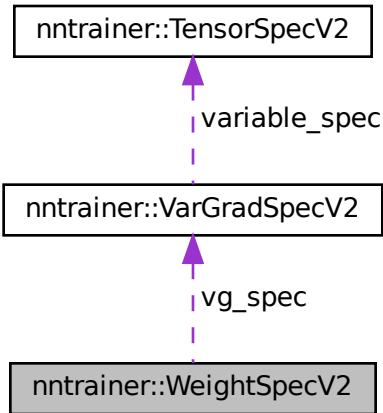 nntrainer::TensorSpecV2
variable_spec
nntrainer::VarGradSpecV2
vg_spec
nntrainer::WeightSpecV2